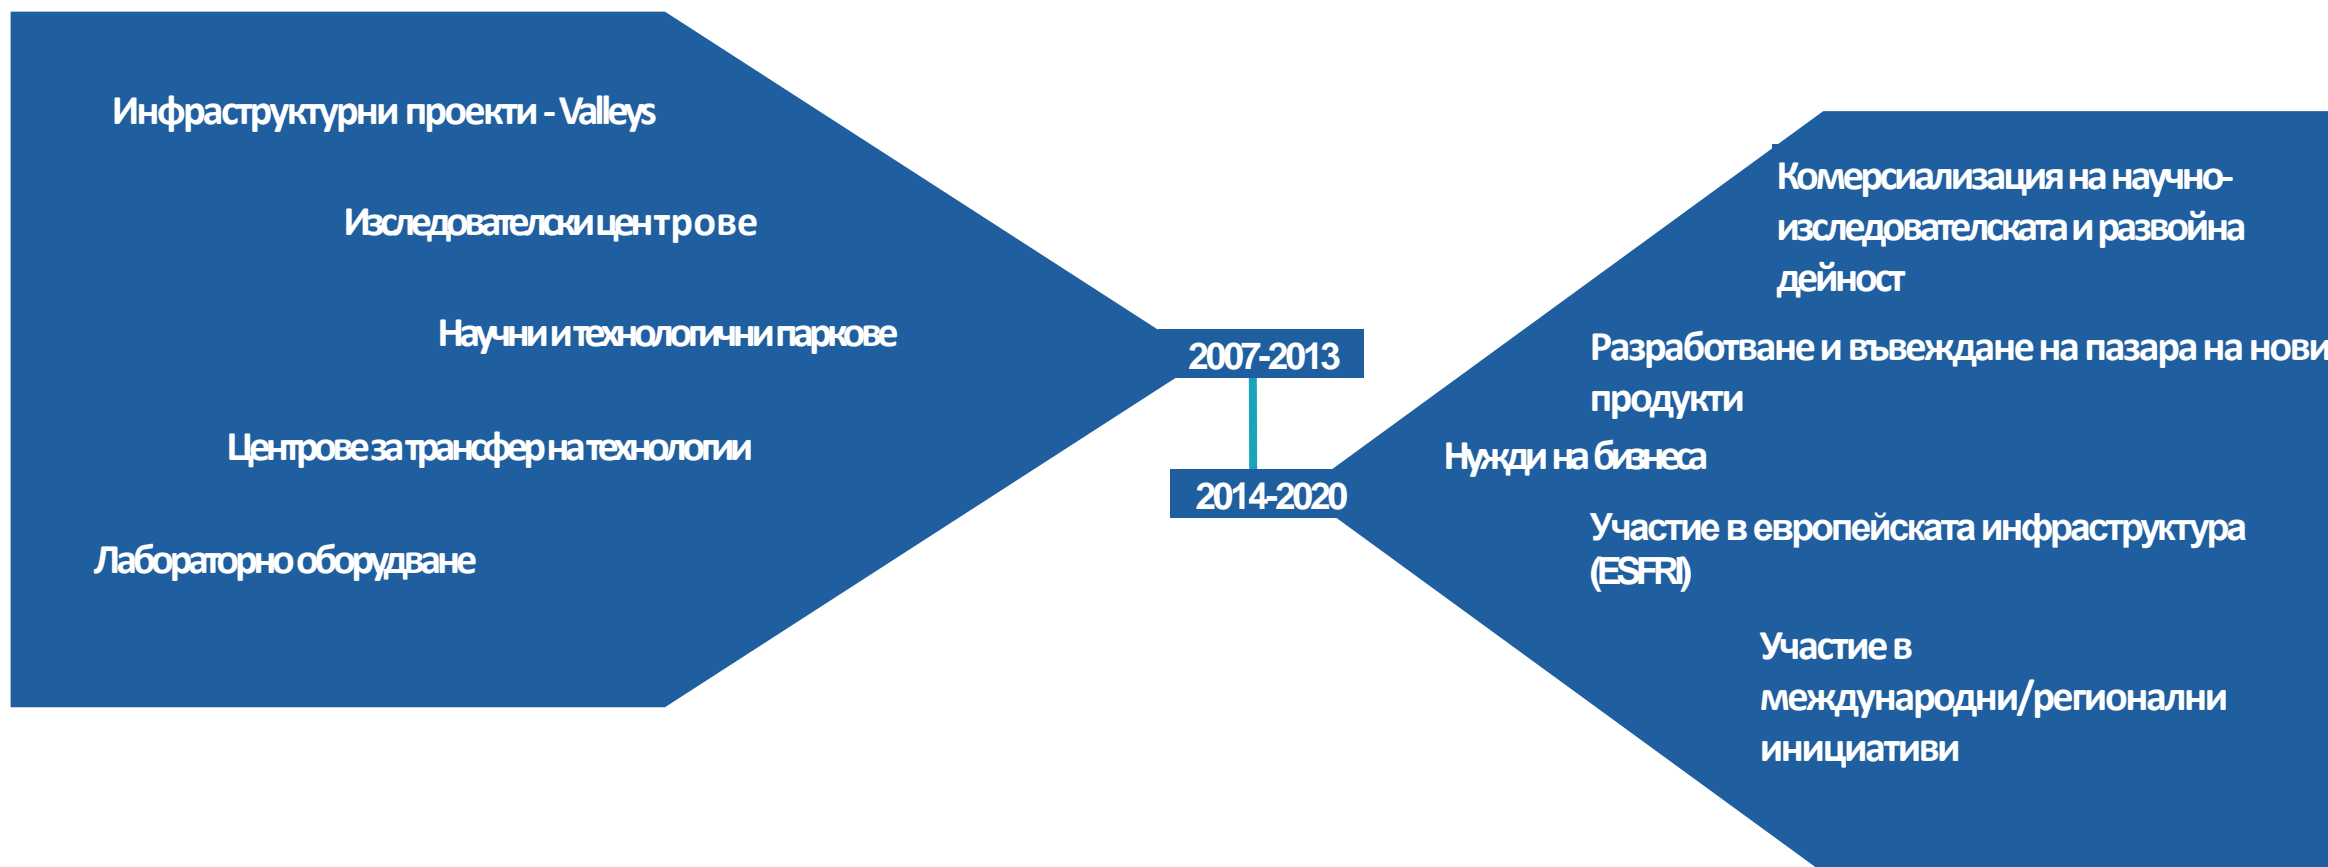 Инфраструктурни проекти - Valleys
Изследователски центрове
Научни и технологични паркове
Центрове за трансфер на технологии
Лабораторно оборудване
2007-2013
2014-2020
Комерсиализация на научно-
изследователската и развойна
дейност
Разработване и въвеждане на пазара на нови
продукти
Нужди на бизнеса
Участие в европейската инфраструктура
(ESFRI)
Участие в
международни/регионални
инициативи